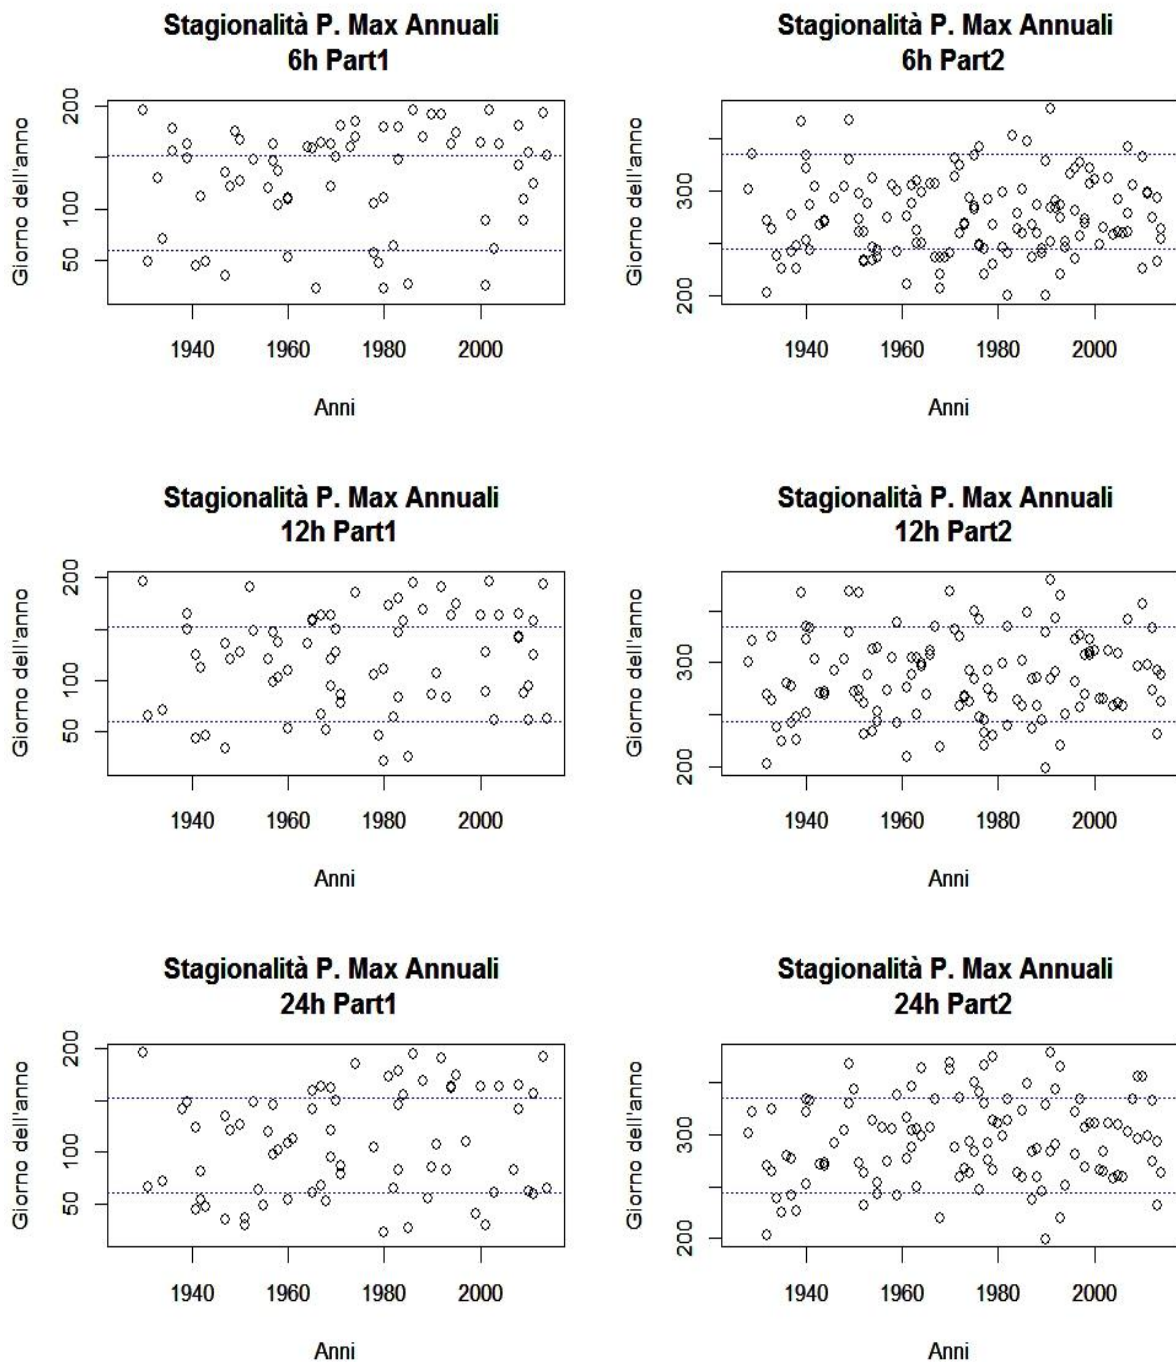 Stagionalità P. Max Annuali
6h Part1
Giorno dell'anno
200
100
50
1940 1960 1980 2000
Anni
Stagionalità P. Max Annuali
6h Part2
Giorno dell'anno
300
200
1940 1960 1980 2000
Anni
Stagionalità P. Max Annuali
12h Part1
Giorno dell'anno
200
100
50
1940 1960 1980 2000
Anni
Stagionalità P. Max Annuali
12h Part2
Giorno dell'anno
300
200
1940 1960 1980 2000
Anni
Stagionalità P. Max Annuali
24h Part1
Giorno dell'anno
200
100
50
1940 1960 1980 2000
Anni
Stagionalità P. Max Annuali
24h Part2
Giorno dell'anno
300
200
1940 1960 1980 2000
Anni